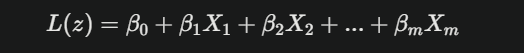 L(z) = β₀ + β₁X₁ + β₂X₂ + ... + βₘXₘ